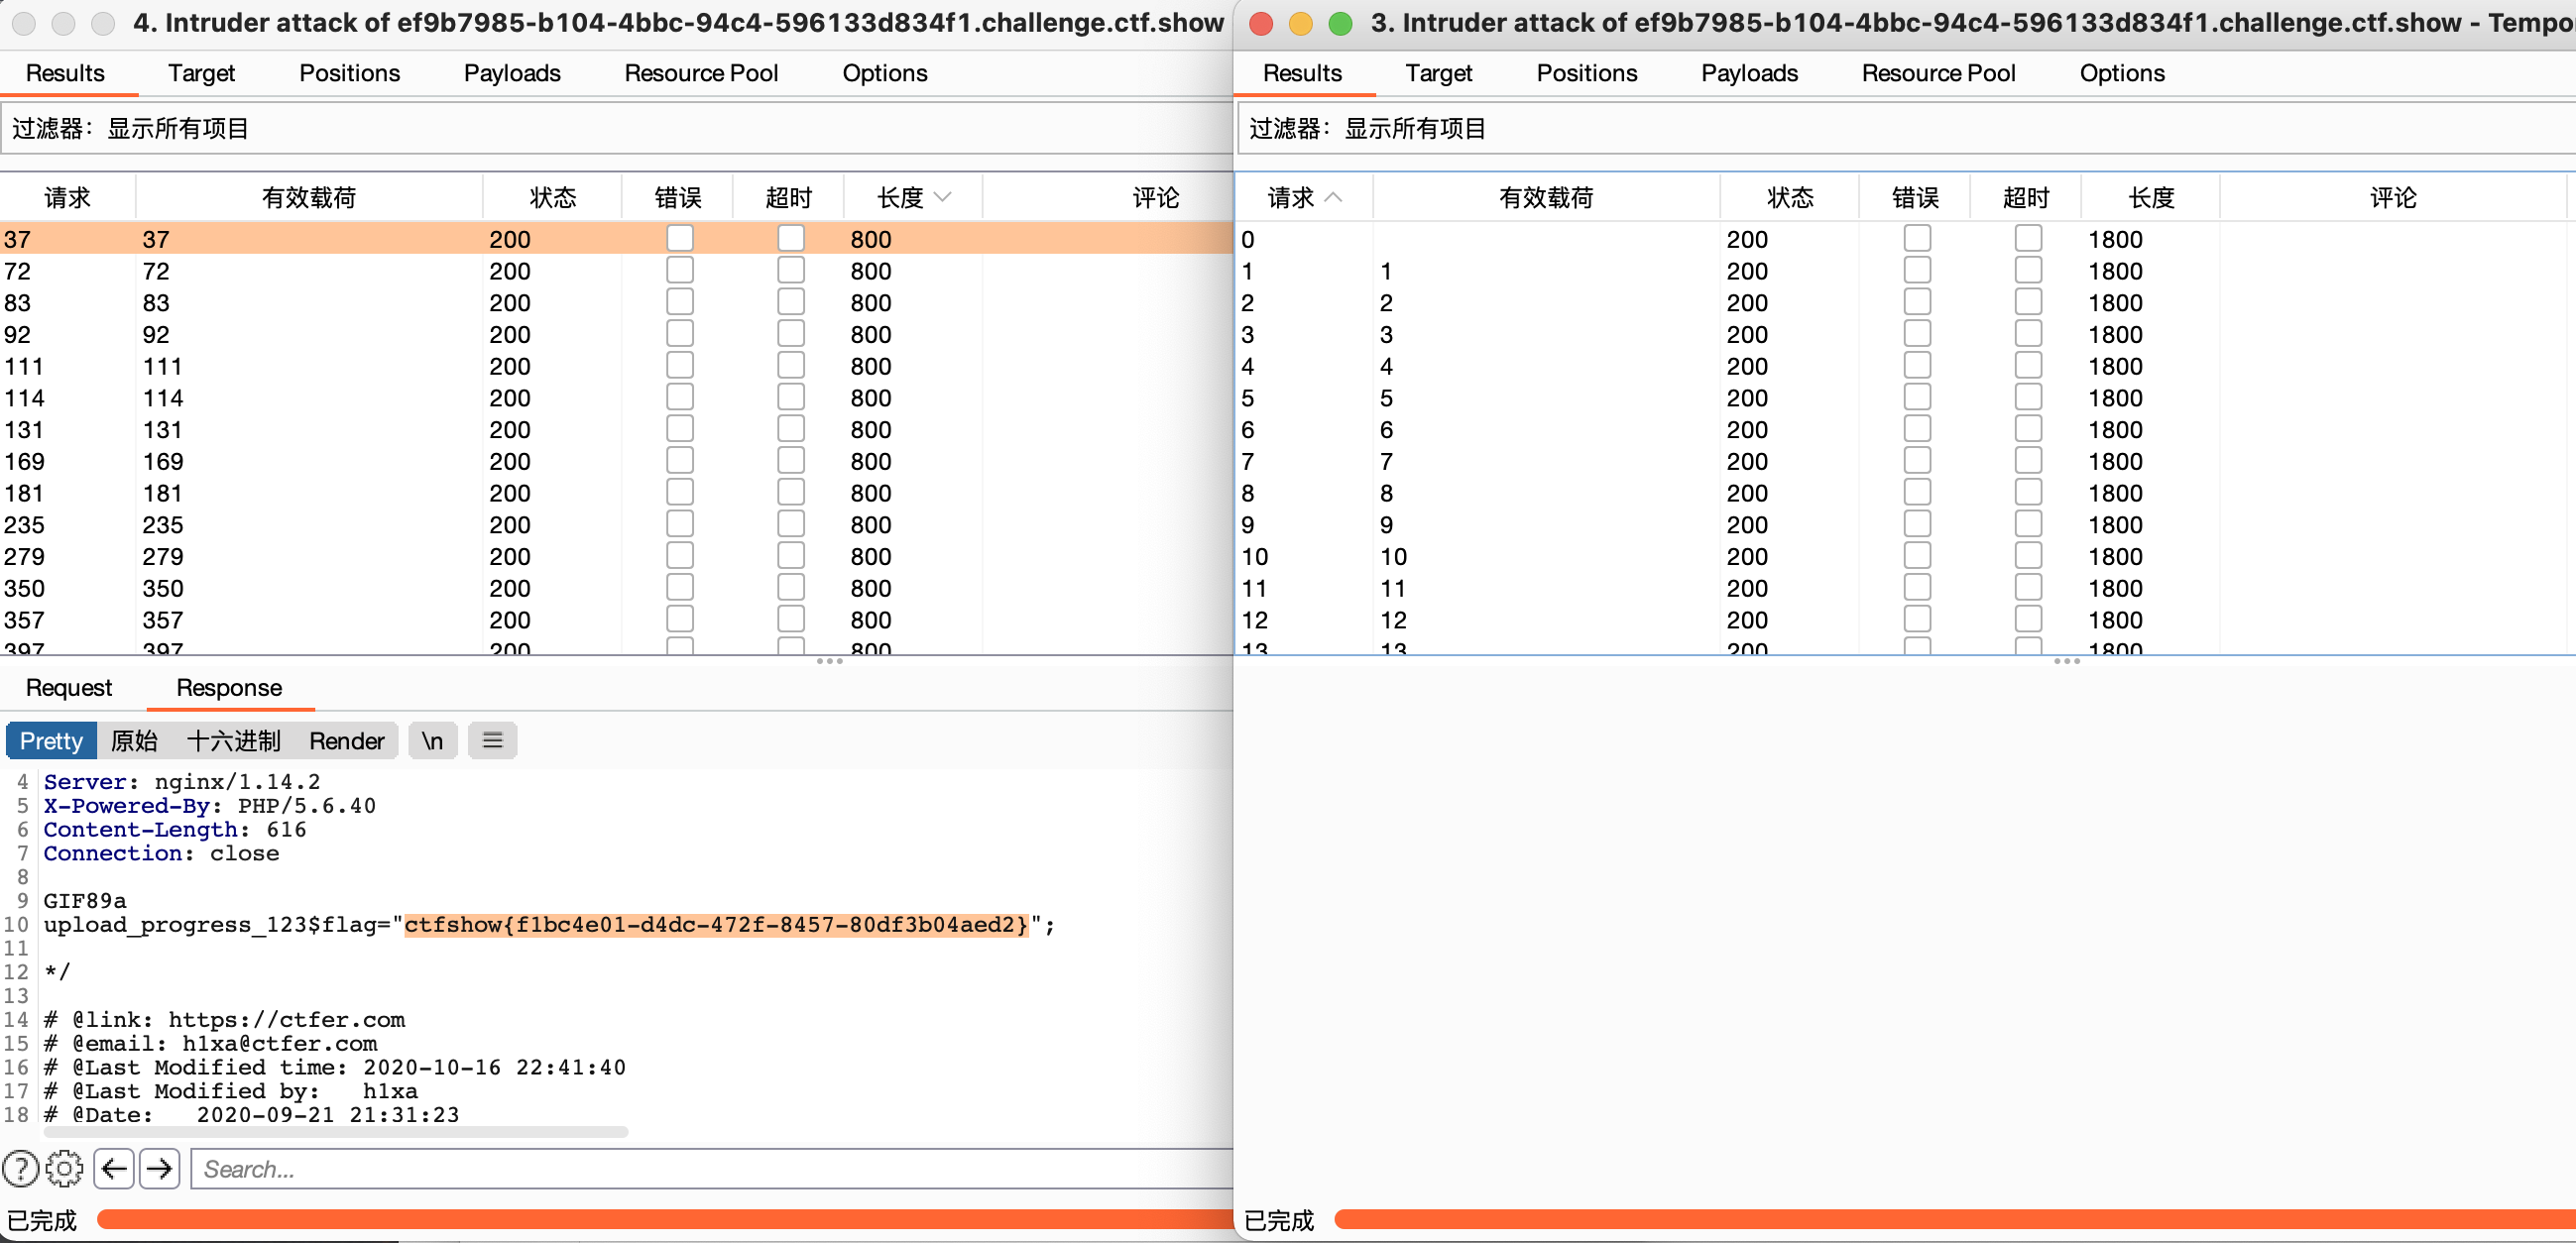 4. Intruder attack of ef9b7985-b104-4bbc-94c4-596133d834f1.challenge.ctf.show
Results Target Positions Payloads Resource Pool Options
过滤器：显示所有项目
请求 有效载荷 状态 错误 超时 长度 评论
37 37 200 800
72 72 200 800
83 83 200 800
92 92 200 800
111 111 200 800
114 114 200 800
131 131 200 800
169 169 200 800
181 181 200 800
235 235 200 800
279 279 200 800
350 350 200 800
357 357 200 800
397 397 200 800
Request Response
Pretty 原始 十六进制 Render \n
4 Server: nginx/1.14.2
5 X-Powered-By: PHP/5.6.40
6 Content-Length: 616
7 Connection: close
8
9 GIF89a
10 upload_progress_123$flag="ctfshow{f1bc4e01-d4dc-472f-8457-80df3b04aed2}";
11
12 */
13
14 # @link: https://ctfer.com
15 # @email: h1xa@ctfer.com
16 # @Last Modified time: 2020-10-16 22:41:40
17 # @Last Modified by:   h1xa
18 # @Date:   2020-09-21 21:31:23
Search...
已完成
3. Intruder attack of ef9b7985-b104-4bbc-94c4-596133d834f1.challenge.ctf.show - Tempo
Results Target Positions Payloads Resource Pool Options
过滤器：显示所有项目
请求 有效载荷 状态 错误 超时 长度 评论
0 200 1800
1 1 200 1800
2 2 200 1800
3 3 200 1800
4 4 200 1800
5 5 200 1800
6 6 200 1800
7 7 200 1800
8 8 200 1800
9 9 200 1800
10 10 200 1800
11 11 200 1800
12 12 200 1800
13 13 200 1800
已完成